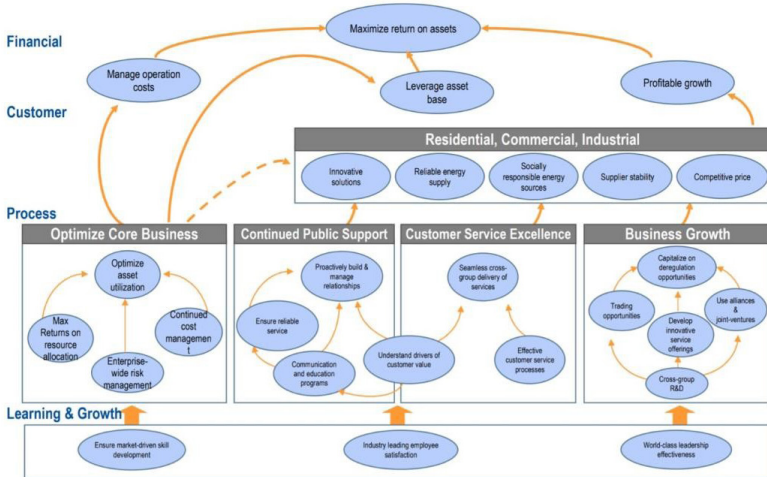 Financial
Maximize return on assets
Manage operation
costs
Leverage asset
base
Profitable growth
Customer
Residential, Commercial, Industrial
Innovative
solutions
Reliable energy
supply
Socially
responsible energy
sources
Supplier stability
Competitive price
Process
Optimize Core Business
Optimize
asset
utilization
Max
Returns on
resource
allocation
Enterprise-
wide risk
management
Continued
cost
managemen
t
Continued Public Support
Proactively build &
manage
relationships
Ensure reliable
service
Communication
and education
programs
Understand drivers of
customer value
Customer Service Excellence
Seamless cross-
group delivery of
services
Effective
customer service
processes
Business Growth
Capitalize on
deregulation
opportunities
Trading
opportunities
Use alliances &
joint-ventures
Develop
innovative
service
offerings
Cross-group
R&D
Learning & Growth
Ensure market-driven skill
development
Industry leading employee
satisfaction
World-class leadership
effectiveness